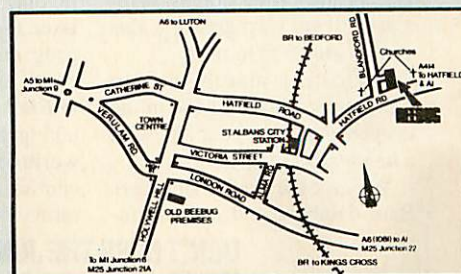 A6 to LUTON
BR to BEDFORD
BLANDFORD RD
Churches
A414
To HATFIELD
& A1
A5 to M1
Junction 9
CATHERINE ST
HATFIELD ROAD
HATFIELD RD
BEEBUG
VERULAM RD
TOWN
CENTRE
ST.ALBANS CITY
STATION
VICTORIA STREET
LONDON ROAD
HOLYWELL HILL
OLD BEEBUG
PREMISES
To M1 Junction 6
M25 Junction 21A
A6 (1081) to A1
M25 Junction 22
BR to KINGS CROSS